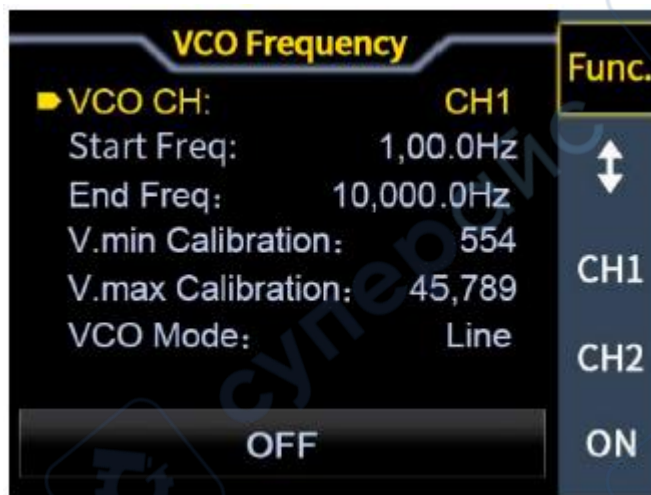 VCO Frequency
VCO CH: CH1
Start Freq: 1,00.0Hz
End Freq: 10,000.0Hz
V.min Calibration: 554
V.max Calibration: 45,789
VCO Mode: Line
OFF
Func.
CH1
CH2
ON
суперайс